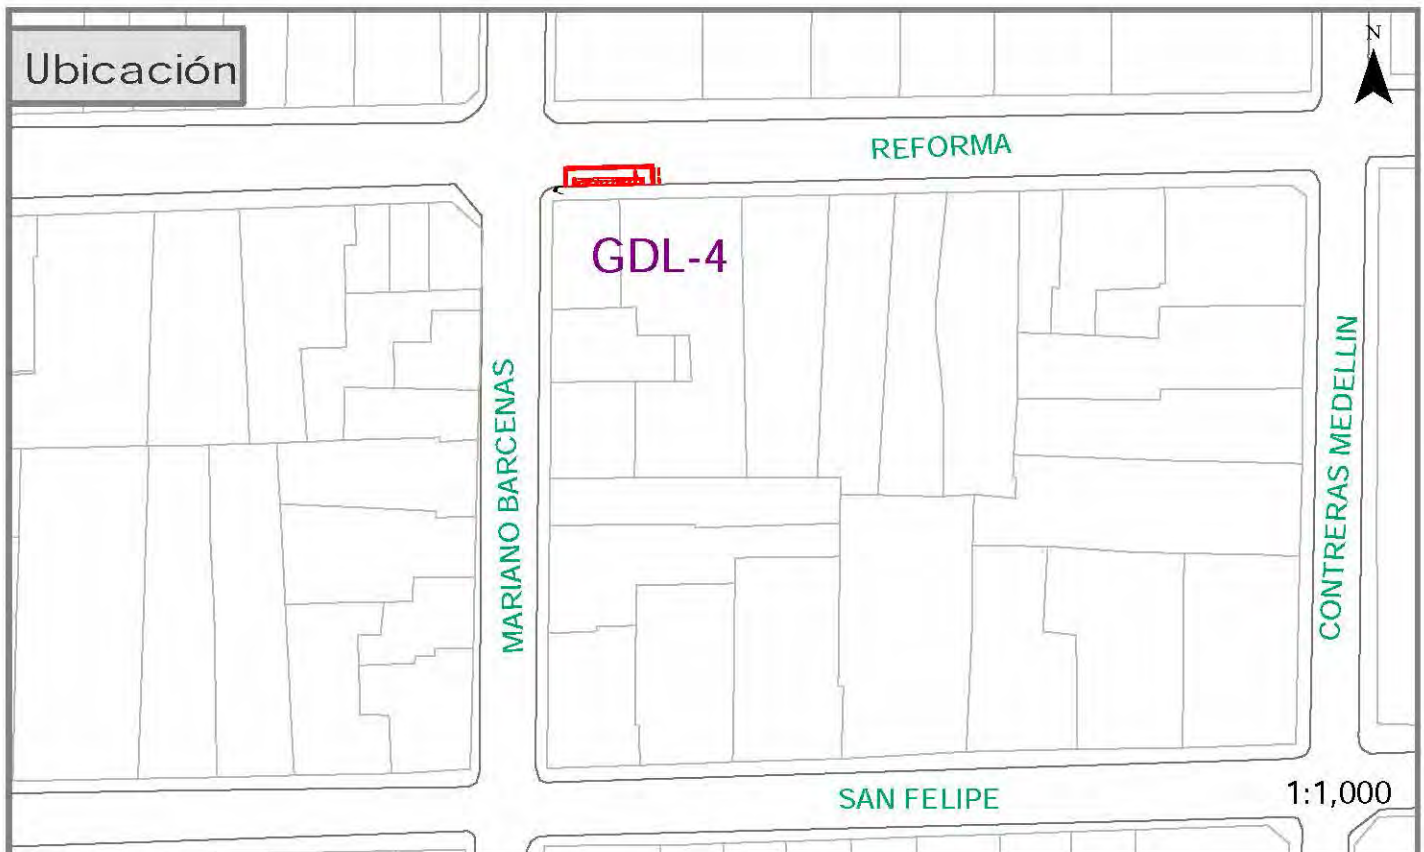 Ubicación
N
REFORMA
GDL-4
MARIANO BARCENAS
CONTRERAS MEDELLIN
SAN FELIPE
1:1,000